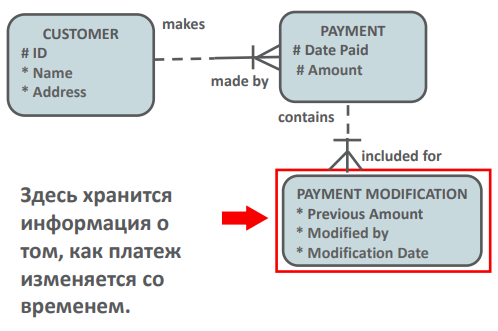 CUSTOMER
# ID
* Name
* Address
makes
made by
PAYMENT
# Date Paid
# Amount
contains
included for
PAYMENT MODIFICATION
* Previous Amount
* Modified by
* Modification Date
Здесь хранится
информация о
том, как платеж
изменяется со
временем.